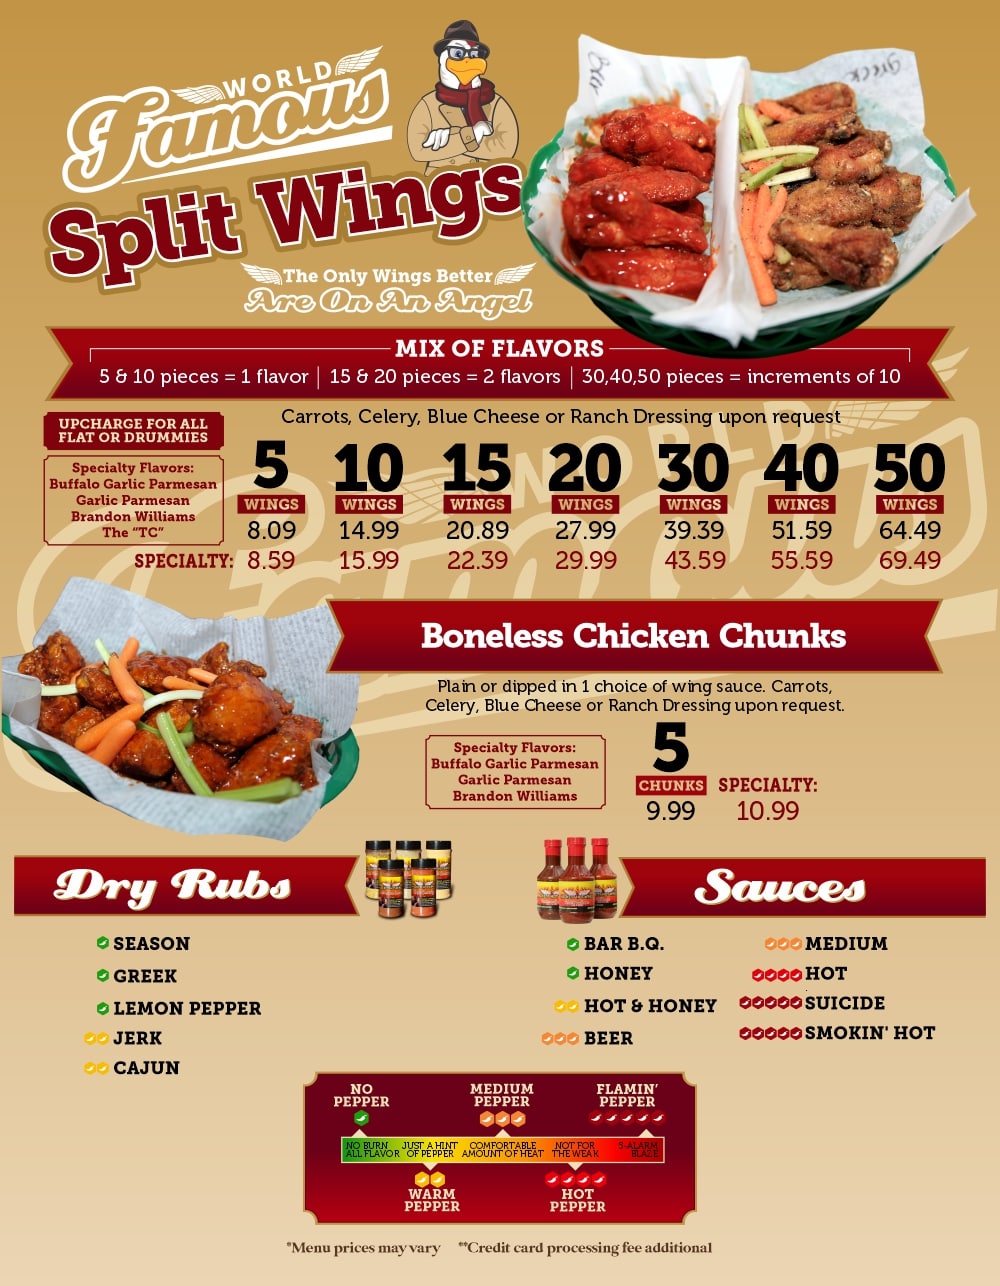 WORLD
Famous
Split Wings
The Only Wings Better
Are On An Angel
Beer
Greek
MIX OF FLAVORS
5 & 10 pieces = 1 flavor | 15 & 20 pieces = 2 flavors | 30,40,50 pieces = increments of 10
Carrots, Celery, Blue Cheese or Ranch Dressing upon request
UPCHARGE FOR ALL
FLAT OR DRUMMIES
Specialty Flavors:
Buffalo Garlic Parmesan
Garlic Parmesan
Brandon Williams
The "TC"
5 10 15 20 30 40 50
WINGS WINGS WINGS WINGS WINGS WINGS WINGS
8.09 14.99 20.89 27.99 39.39 51.59 64.49
SPECIALTY: 8.59 15.99 22.39 29.99 43.59 55.59 69.49
WORLD
Famous
Boneless Chicken Chunks
Plain or dipped in 1 choice of wing sauce. Carrots,
Celery, Blue Cheese or Ranch Dressing upon request.
Specialty Flavors:
Buffalo Garlic Parmesan
Garlic Parmesan
Brandon Williams
5
CHUNKS SPECIALTY:
9.99 10.99
Dry Rubs
SEASON
GREEK
LEMON PEPPER
JERK
CAJUN
Sauces
BAR B.Q.
HONEY
HOT & HONEY
BEER
MEDIUM
HOT
SUICIDE
SMOKIN' HOT
NO
PEPPER
MEDIUM
PEPPER
FLAMIN'
PEPPER
NO BURN
ALL FLAVOR
JUST A HINT
OF PEPPER
COMFORTABLE
AMOUNT OF HEAT
NOT FOR
THE WEAK
5-ALARM
BLAZE
WARM
PEPPER
HOT
PEPPER
*Menu prices may vary **Credit card processing fee additional